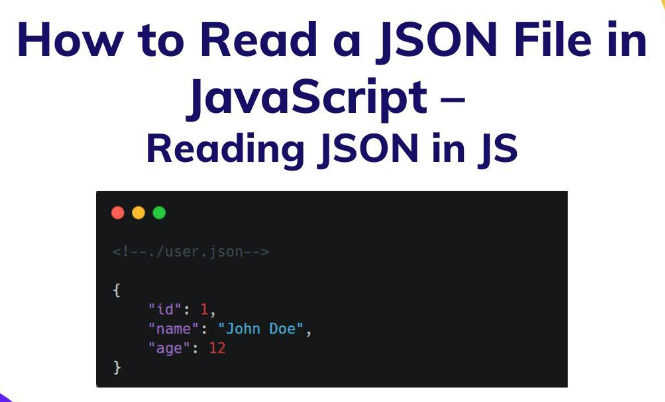 How to Read a JSON File in
JavaScript –
Reading JSON in JS
<!--./user.json-->
{
    "id": 1,
    "name": "John Doe",
    "age": 12
}